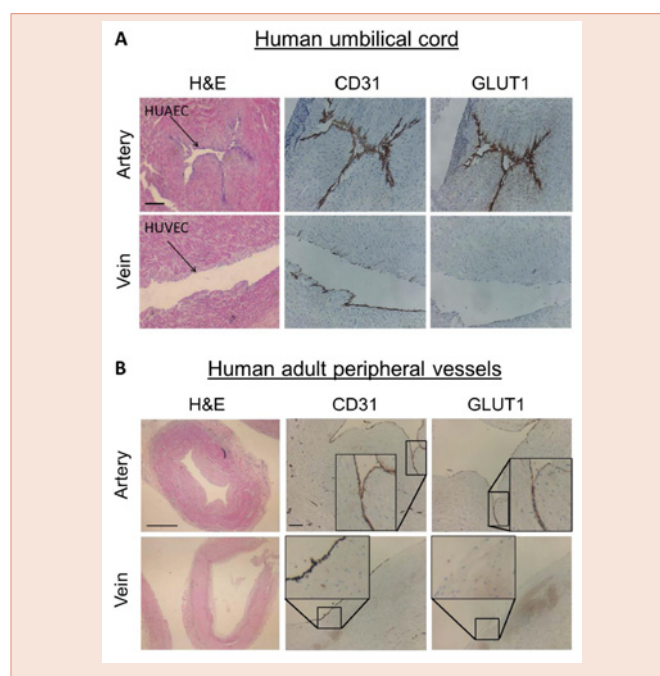 A Human umbilical cord
H&E CD31 GLUT1
Artery
HUAEC
Vein
HUVEC
B Human adult peripheral vessels
H&E CD31 GLUT1
Artery
Vein